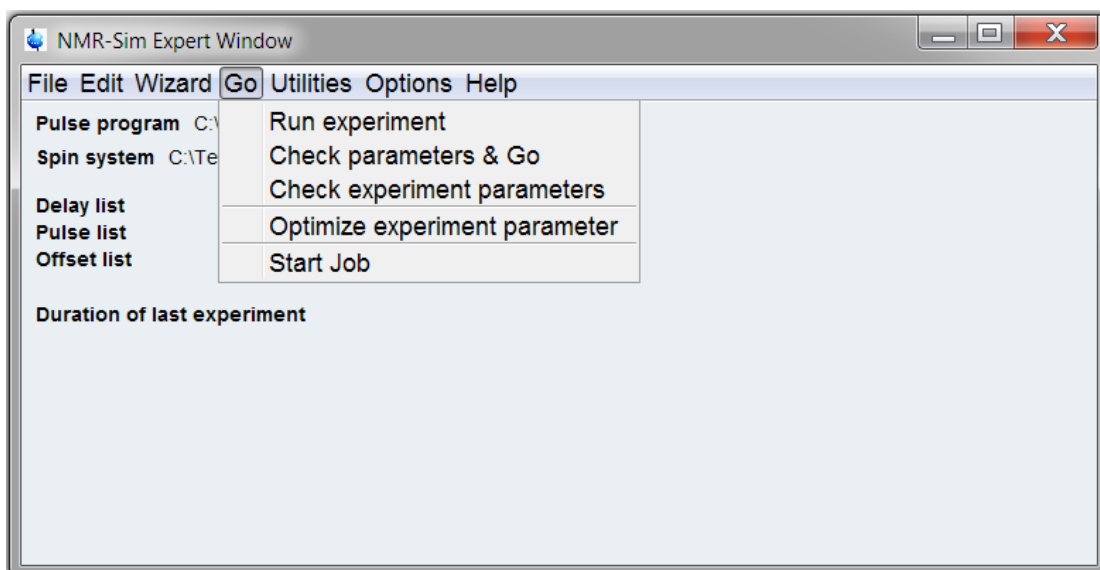 NMR-Sim Expert Window
File Edit Wizard Go Utilities Options Help
Pulse program C:\
Run experiment
Spin system C:\Te
Check parameters & Go
Check experiment parameters
Delay list
Pulse list
Optimize experiment parameter
Offset list
Start Job
Duration of last experiment